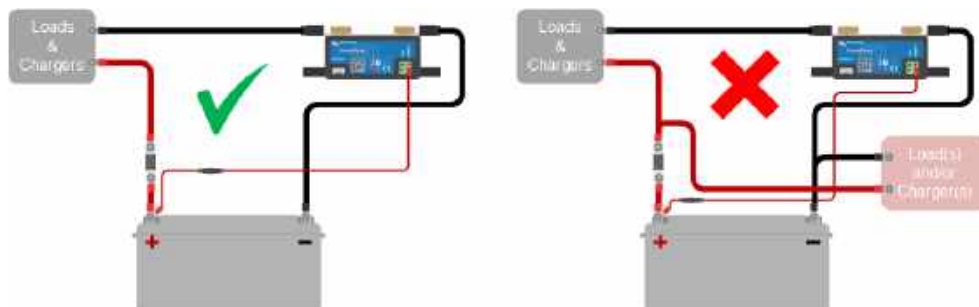 Loads
&
Chargers
+
−
Loads
&
Chargers
Load(s)
and/or
Charger(s)
+
−